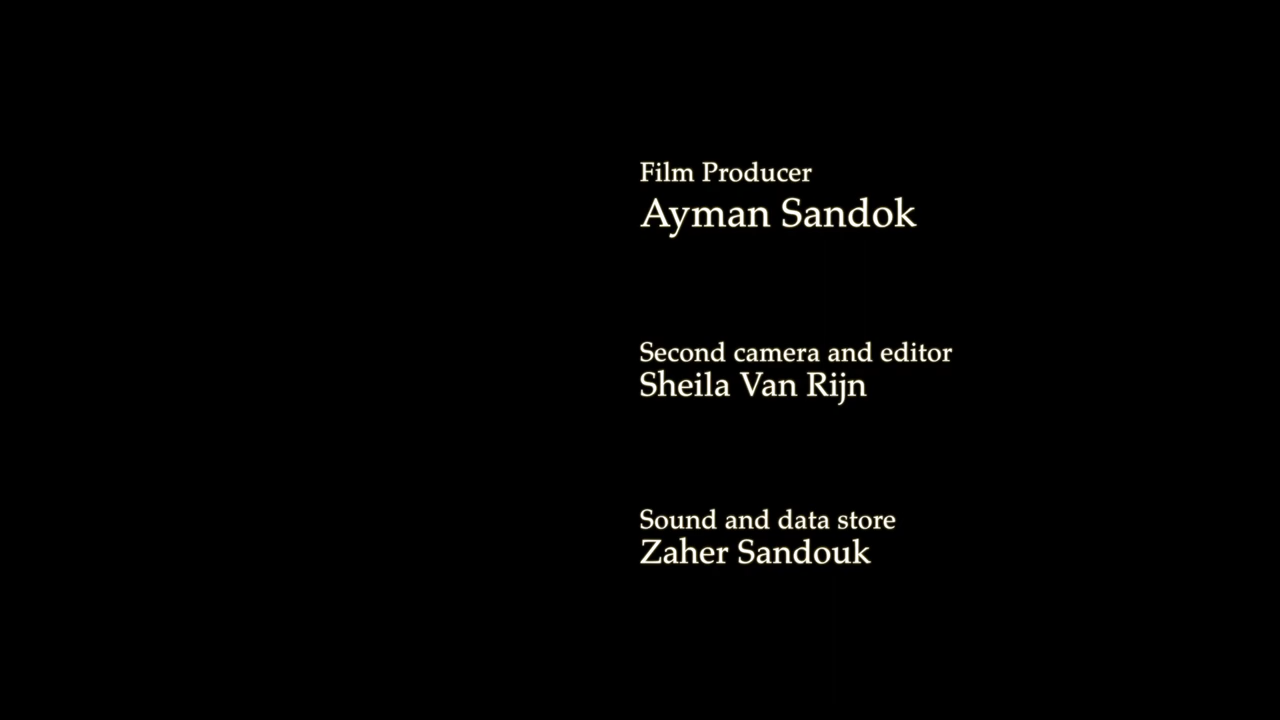 Film Producer
Ayman Sandok
Second camera and editor
Sheila Van Rijn
Sound and data store
Zaher Sandouk